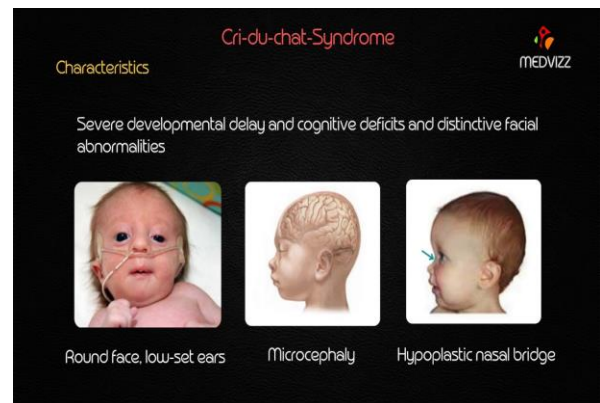 Cri-du-chat-Syndrome
MEDVIZZ
Characteristics
Severe developmental delay and cognitive deficits and distinctive facial
abnormalities
Round face, low-set ears
Microcephaly
Hypoplastic nasal bridge